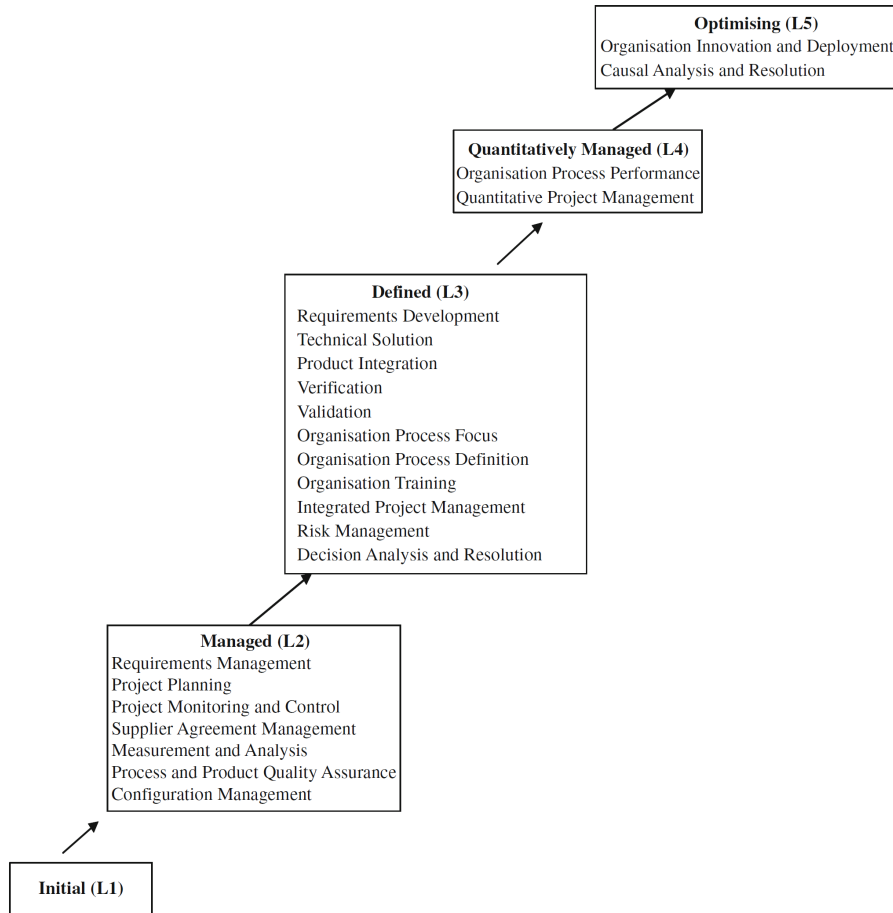 Optimising (L5)
Organisation Innovation and Deployment
Causal Analysis and Resolution
Quantitatively Managed (L4)
Organisation Process Performance
Quantitative Project Management
Defined (L3)
Requirements Development
Technical Solution
Product Integration
Verification
Validation
Organisation Process Focus
Organisation Process Definition
Organisation Training
Integrated Project Management
Risk Management
Decision Analysis and Resolution
Managed (L2)
Requirements Management
Project Planning
Project Monitoring and Control
Supplier Agreement Management
Measurement and Analysis
Process and Product Quality Assurance
Configuration Management
Initial (L1)